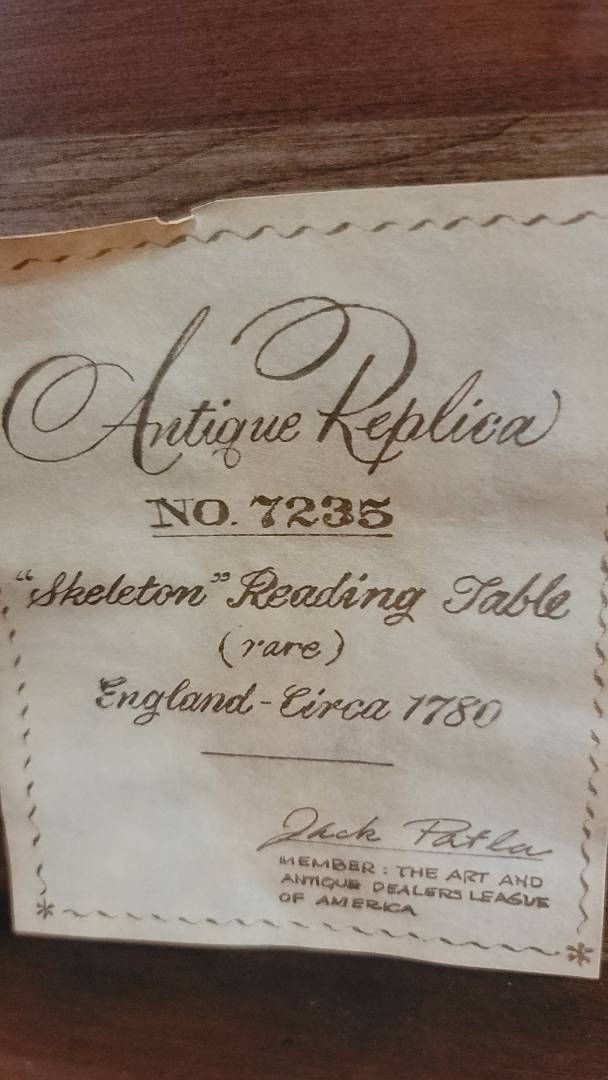 Antique Replica
NO. 7235
“Skeleton” Reading Table
(rare)
England - Circa 1780
Jack Patla
MEMBER : THE ART AND
ANTIQUE DEALERS LEAGUE
OF AMERICA